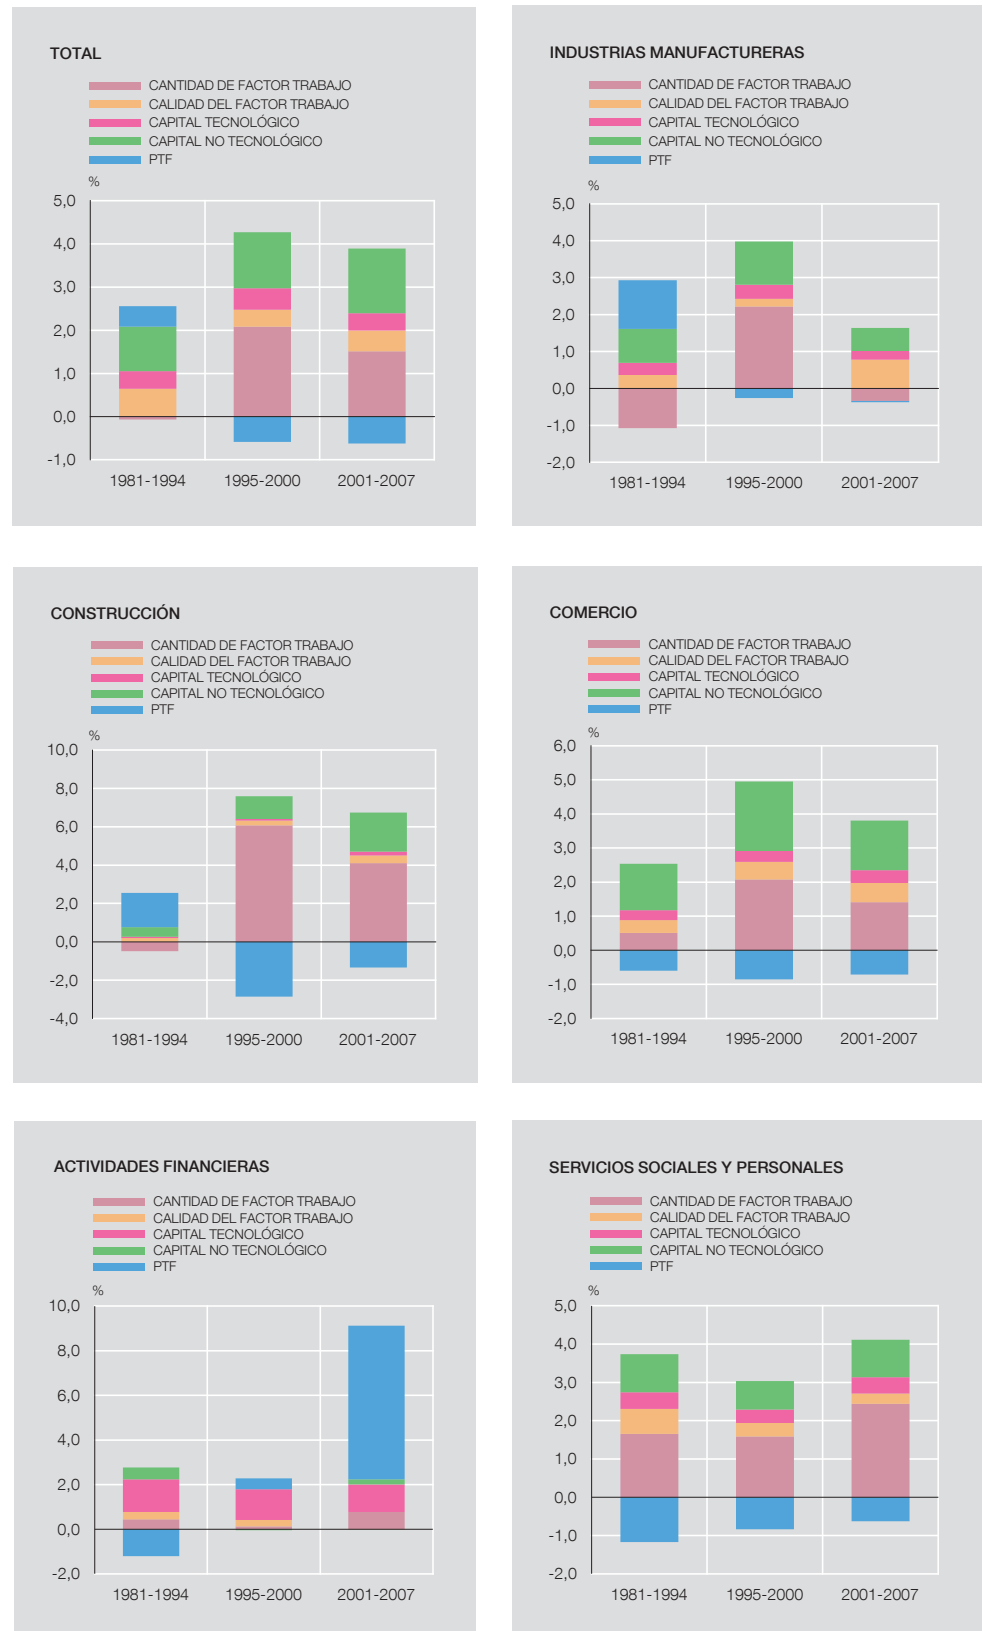 TOTAL
CANTIDAD DE FACTOR TRABAJO
CALIDAD DEL FACTOR TRABAJO
CAPITAL TECNOLÓGICO
CAPITAL NO TECNOLÓGICO
PTF
%
5,0
4,0
3,0
2,0
1,0
0,0
-1,0
1981-1994 1995-2000 2001-2007
INDUSTRIAS MANUFACTURERAS
CANTIDAD DE FACTOR TRABAJO
CALIDAD DEL FACTOR TRABAJO
CAPITAL TECNOLÓGICO
CAPITAL NO TECNOLÓGICO
PTF
%
5,0
4,0
3,0
2,0
1,0
0,0
-1,0
-2,0
1981-1994 1995-2000 2001-2007
CONSTRUCCIÓN
CANTIDAD DE FACTOR TRABAJO
CALIDAD DEL FACTOR TRABAJO
CAPITAL TECNOLÓGICO
CAPITAL NO TECNOLÓGICO
PTF
%
10,0
8,0
6,0
4,0
2,0
0,0
-2,0
-4,0
1981-1994 1995-2000 2001-2007
COMERCIO
CANTIDAD DE FACTOR TRABAJO
CALIDAD DEL FACTOR TRABAJO
CAPITAL TECNOLÓGICO
CAPITAL NO TECNOLÓGICO
PTF
%
6,0
5,0
4,0
3,0
2,0
1,0
0,0
-1,0
-2,0
1981-1994 1995-2000 2001-2007
ACTIVIDADES FINANCIERAS
CANTIDAD DE FACTOR TRABAJO
CALIDAD DEL FACTOR TRABAJO
CAPITAL TECNOLÓGICO
CAPITAL NO TECNOLÓGICO
PTF
%
10,0
8,0
6,0
4,0
2,0
0,0
-2,0
1981-1994 1995-2000 2001-2007
SERVICIOS SOCIALES Y PERSONALES
CANTIDAD DE FACTOR TRABAJO
CALIDAD DEL FACTOR TRABAJO
CAPITAL TECNOLÓGICO
CAPITAL NO TECNOLÓGICO
PTF
%
5,0
4,0
3,0
2,0
1,0
0,0
-1,0
-2,0
1981-1994 1995-2000 2001-2007